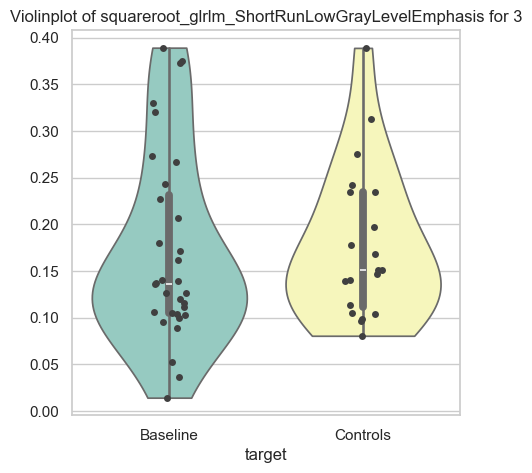 Violinplot of squareroot_glrlm_ShortRunLowGrayLevelEmphasis for 3
0.40
0.35
0.30
0.25
0.20
0.15
0.10
0.05
0.00
Baseline
Controls
target